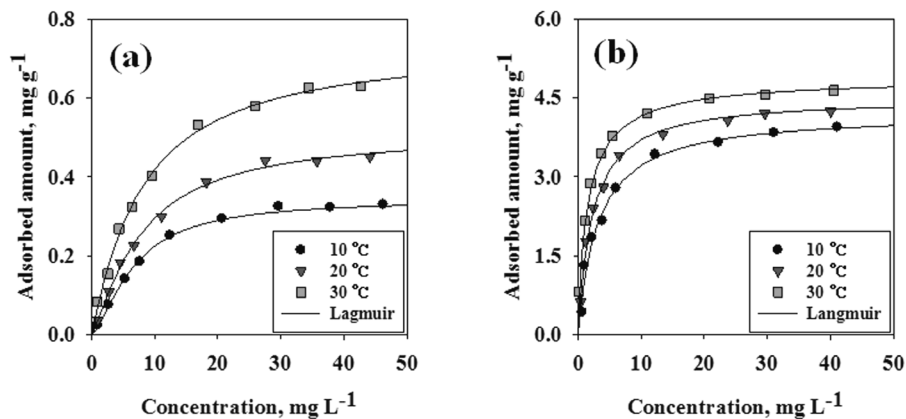 (a)
Adsorbed amount, mg g-1
0.8
0.6
0.4
0.2
0.0
10 ℃
20 ℃
30 ℃
Lagmuir
0 10 20 30 40 50
Concentration, mg L-1
(b)
Adsorbed amount, mg g-1
6.0
4.5
3.0
1.5
0.0
10 ℃
20 ℃
30 ℃
Langmuir
0 10 20 30 40 50
Concentration, mg L-1